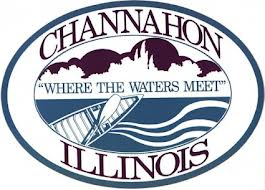 CHANNAHON
"WHERE THE WATERS MEET"
ILLINOIS